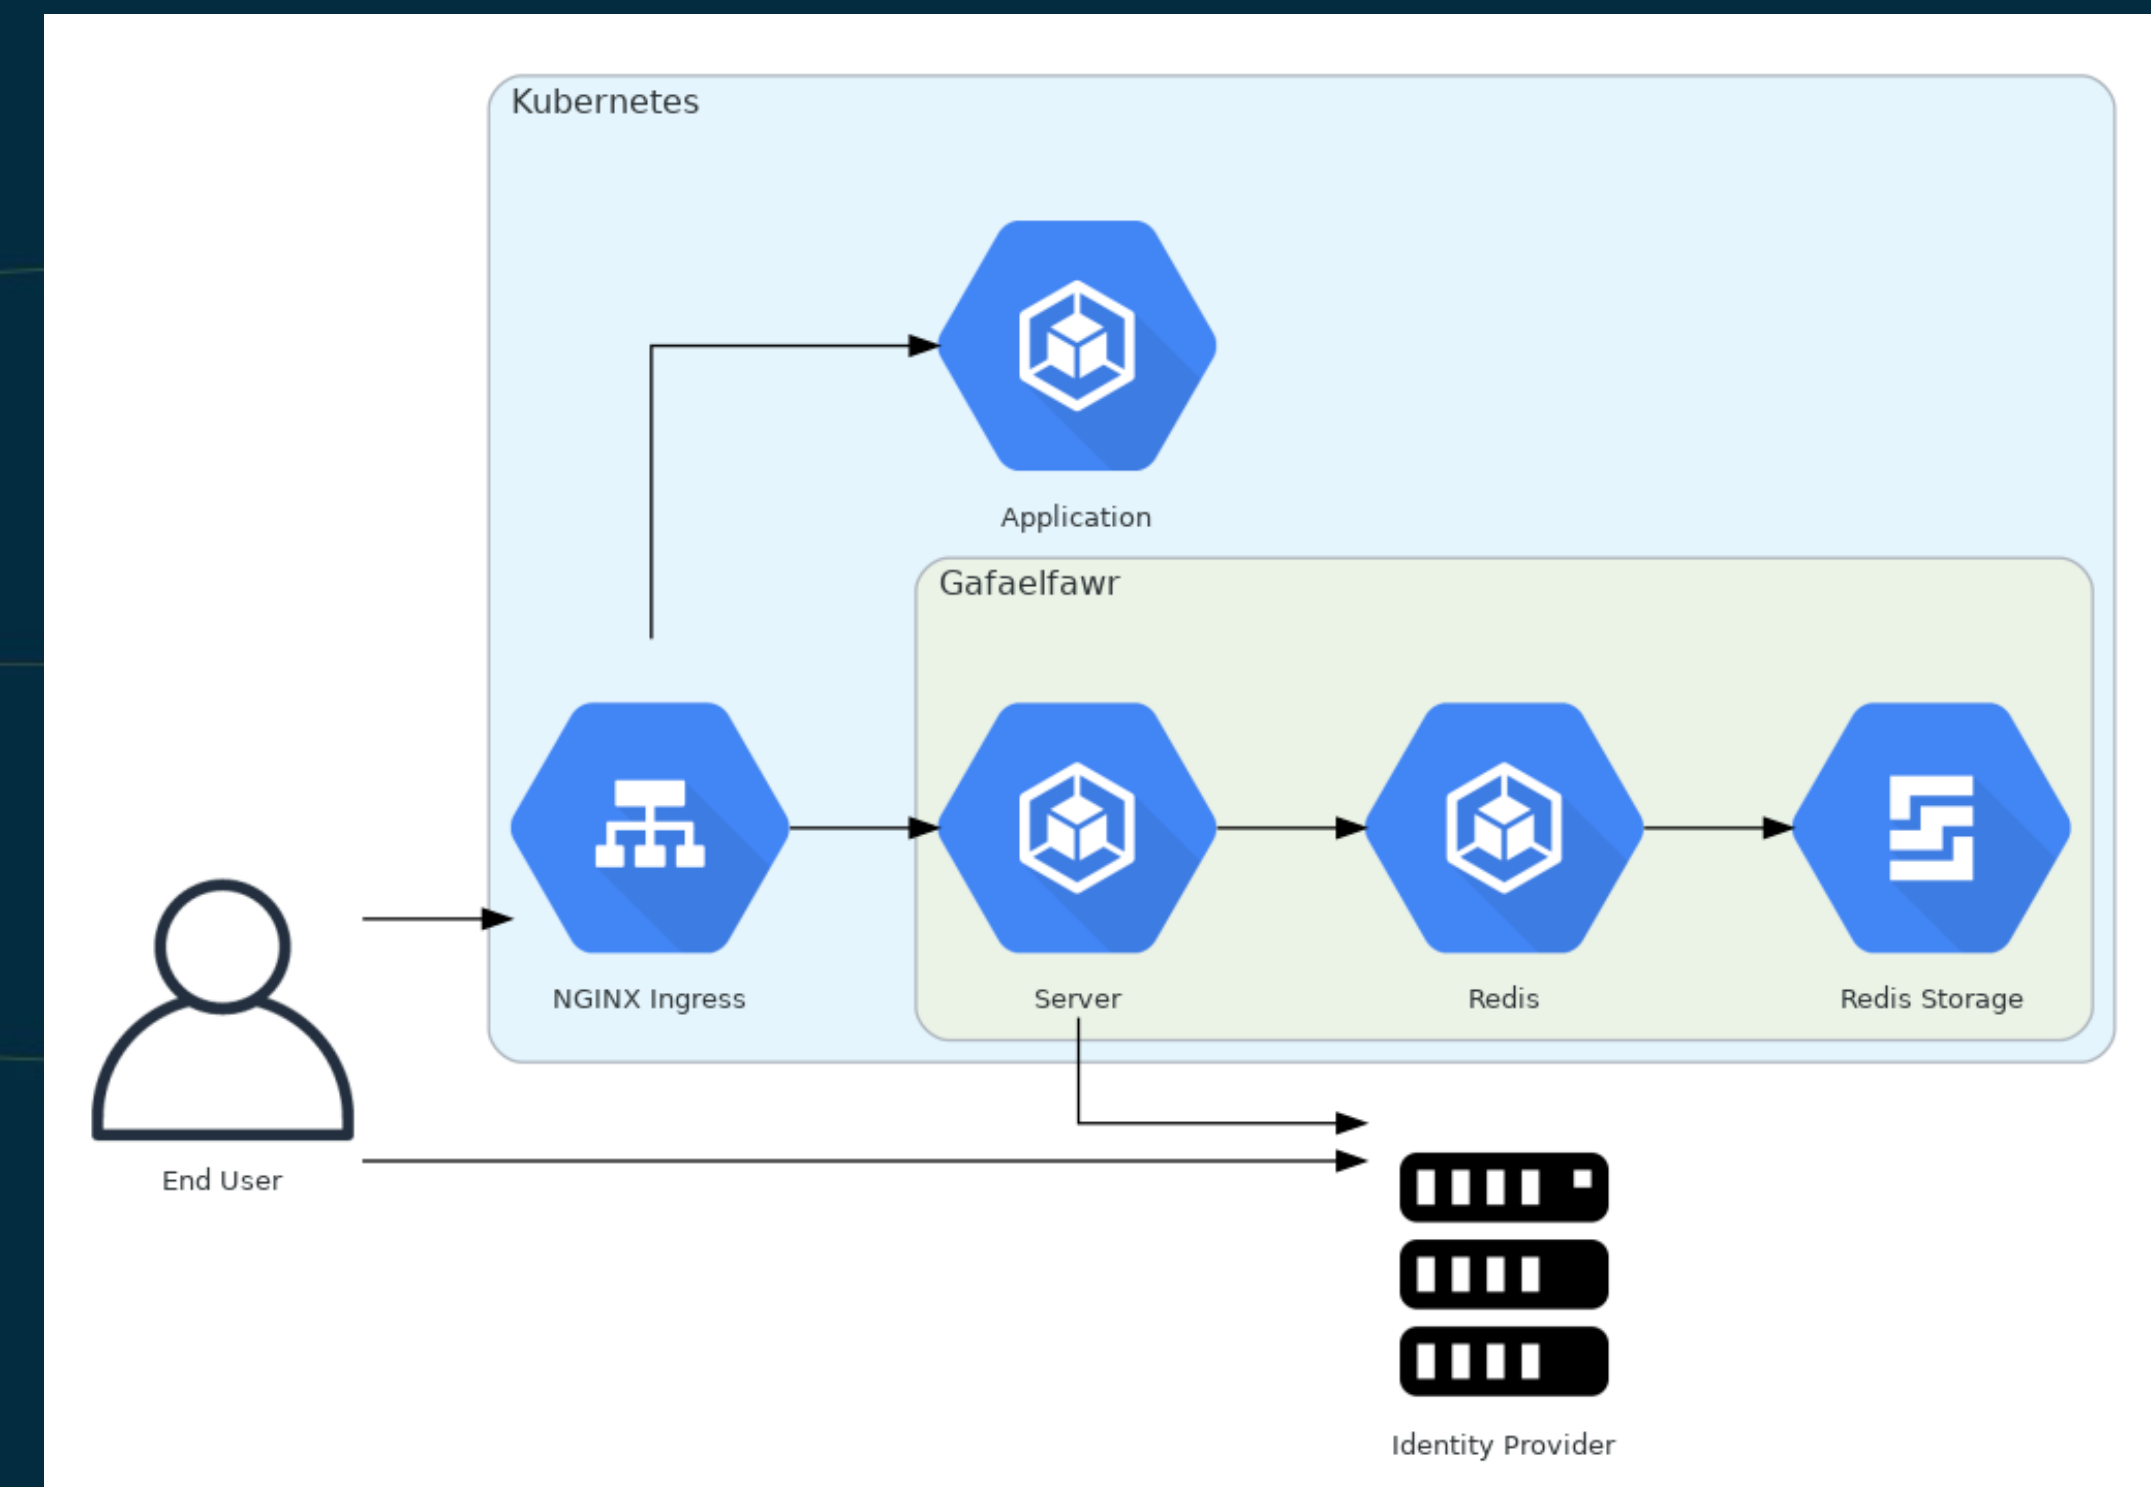 Kubernetes
Application
Gafaelfawr
NGINX Ingress
Server
Redis
Redis Storage
End User
Identity Provider